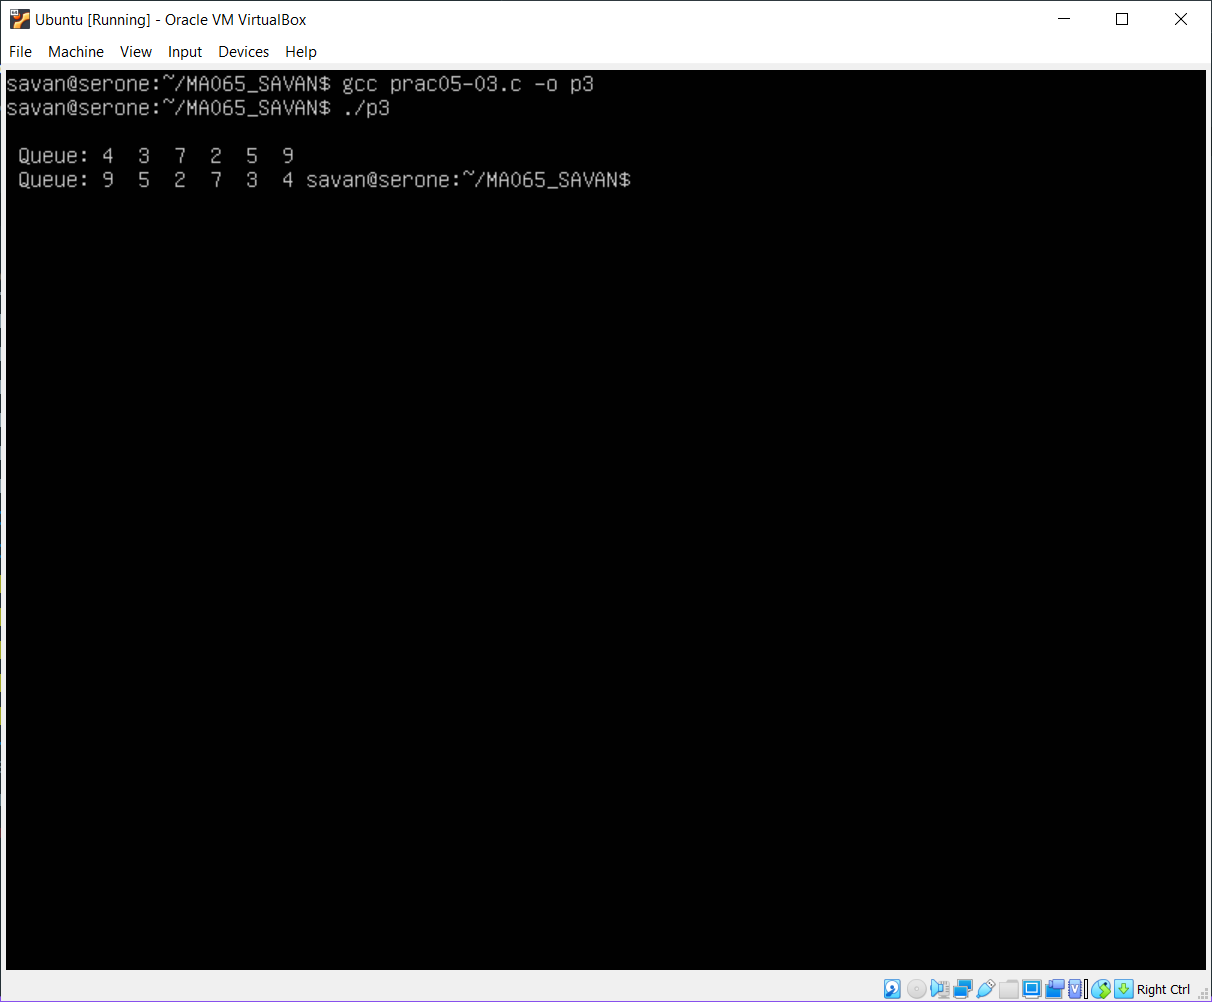 Ubuntu [Running] - Oracle VM VirtualBox
File Machine View Input Devices Help
savan@serone:~/MA065_SAVAN$ gcc prac05-03.c -o p3
savan@serone:~/MA065_SAVAN$ ./p3
Queue: 4 3 7 2 5 9
Queue: 9 5 2 7 3 4 savan@serone:~/MA065_SAVAN$
Right Ctrl